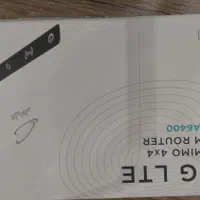 G LTE
MIMO 4x4
M ROUTER
A6400